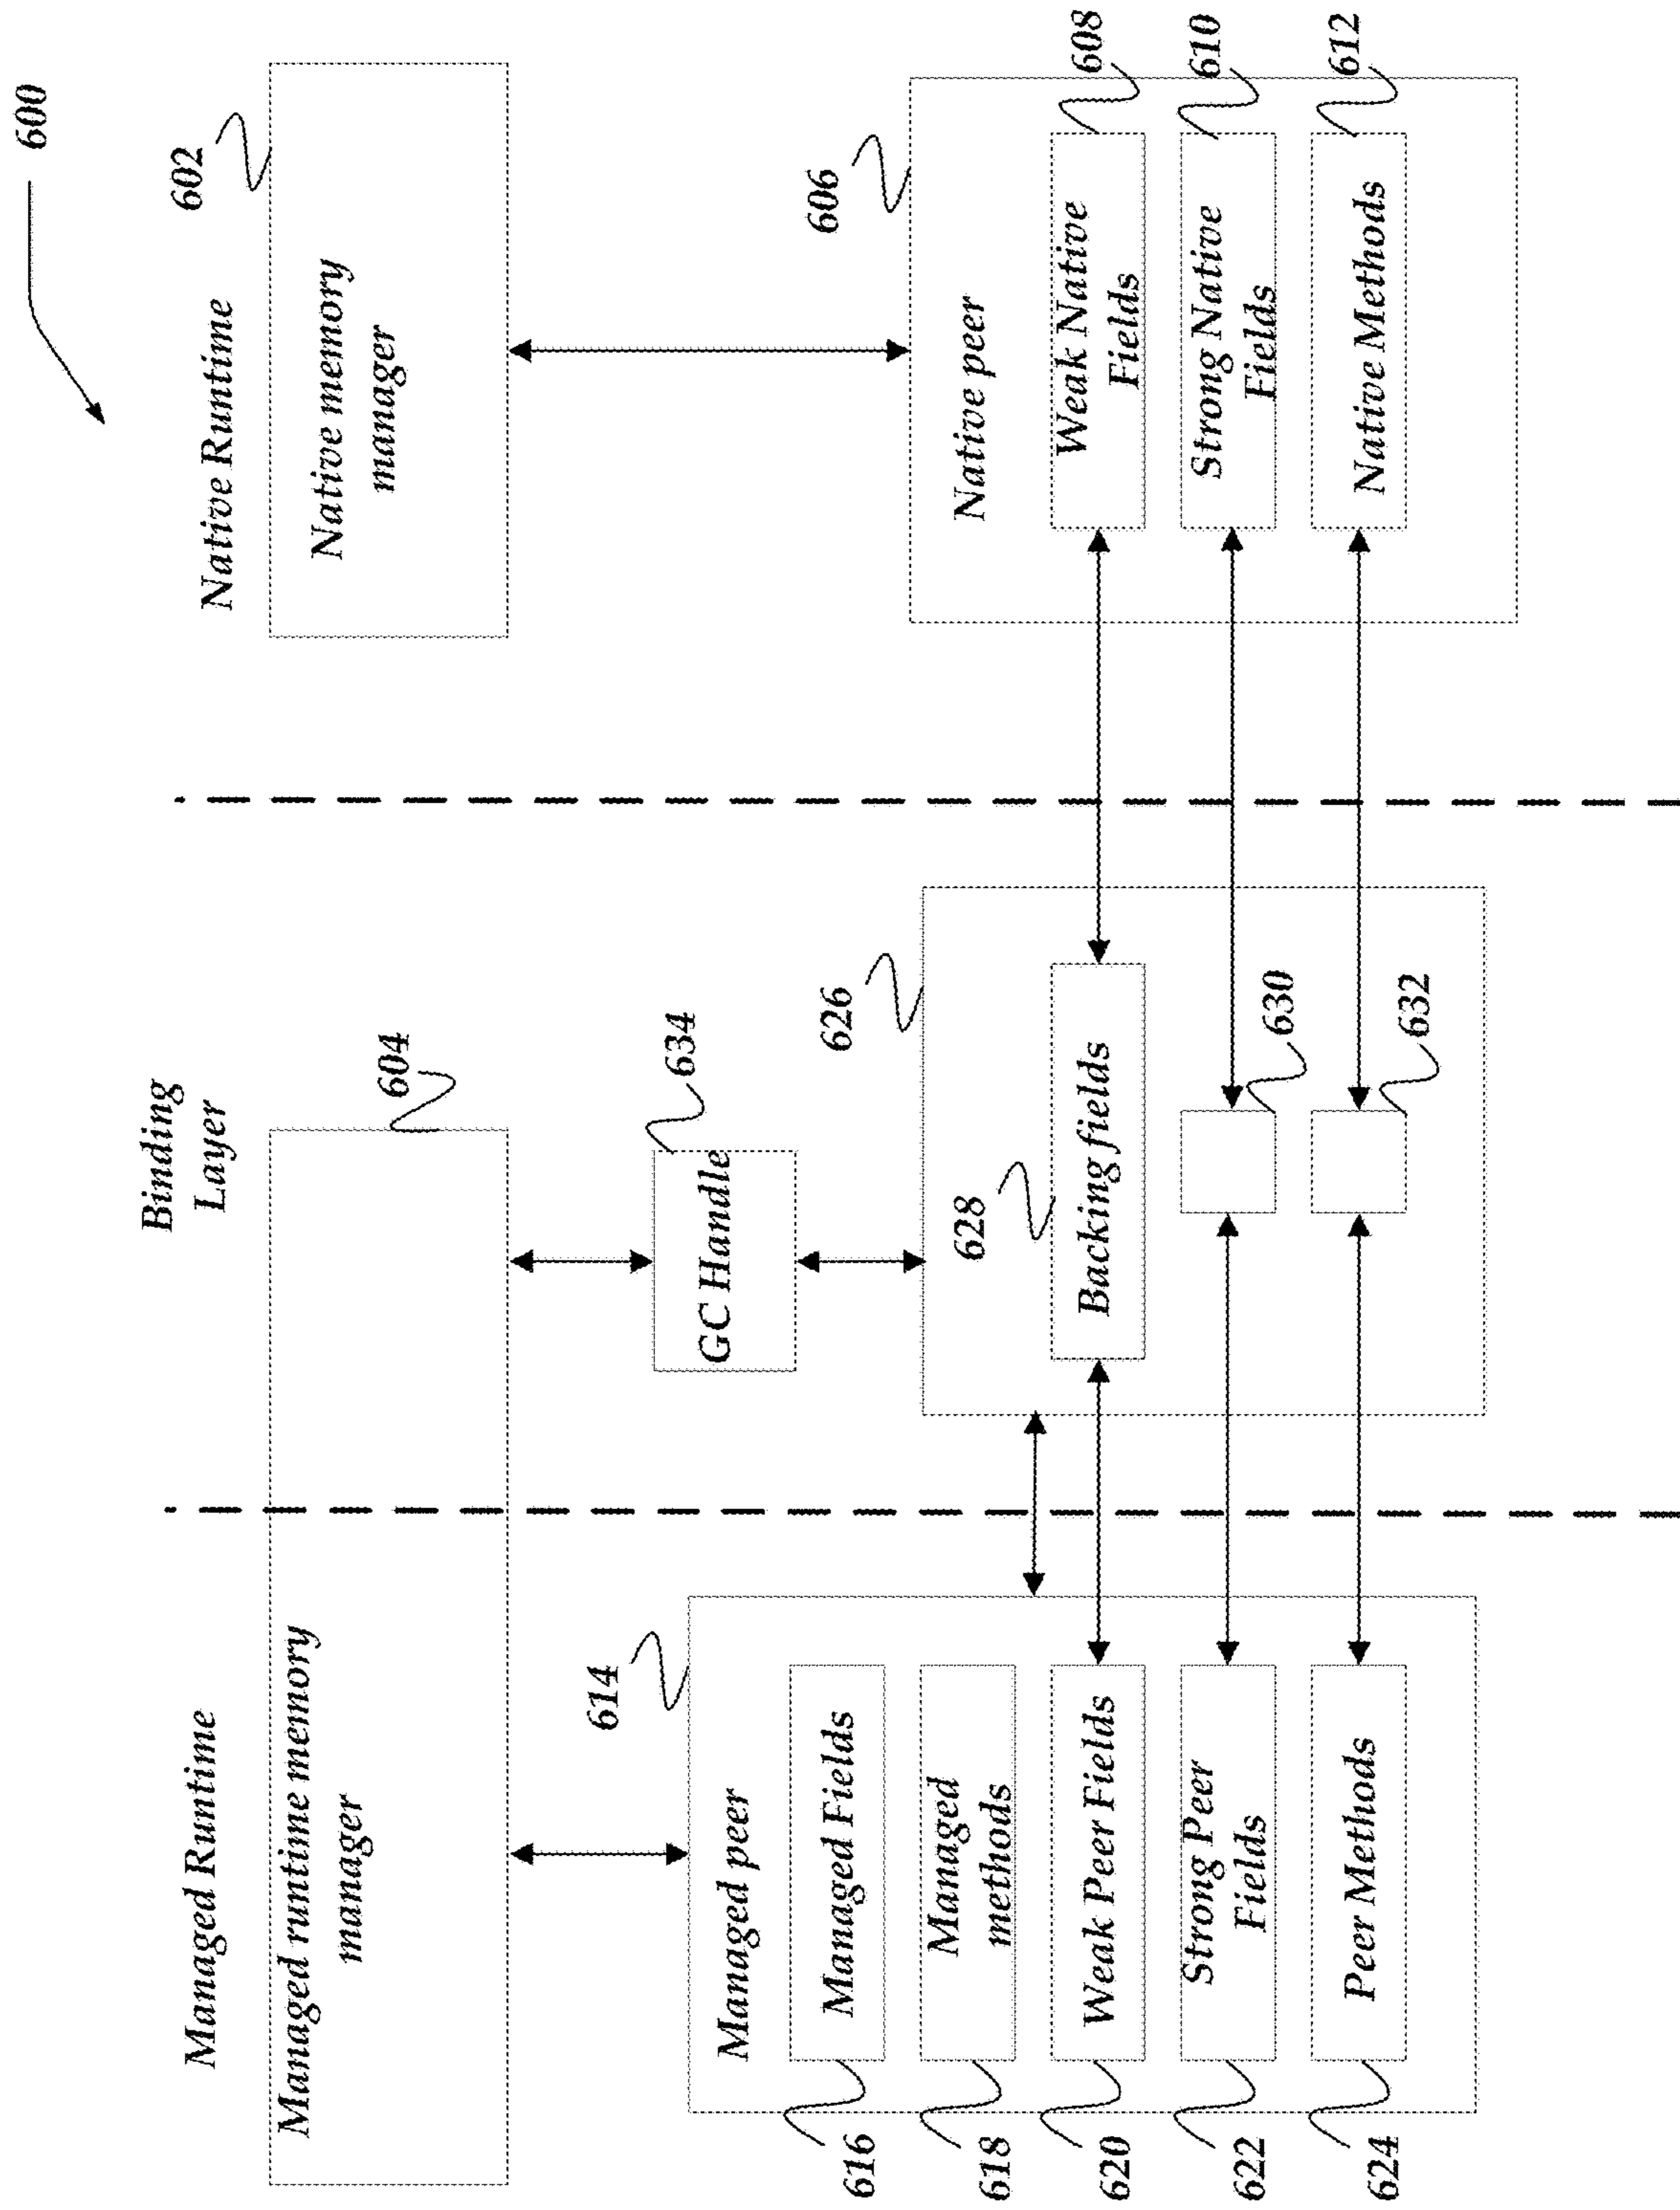 600
Managed Runtime
Binding
Layer
Native Runtime
602
Managed runtime memory
manager
604
Native memory
manager
614
634
GC Handle
606
Managed peer
626
Native peer
616
Managed Fields
618
Managed
methods
628
620
Weak Peer Fields
Backing fields
Weak Native
Fields
608
622
Strong Peer
Fields
630
Strong Native
Fields
610
624
Peer Methods
632
Native Methods
612